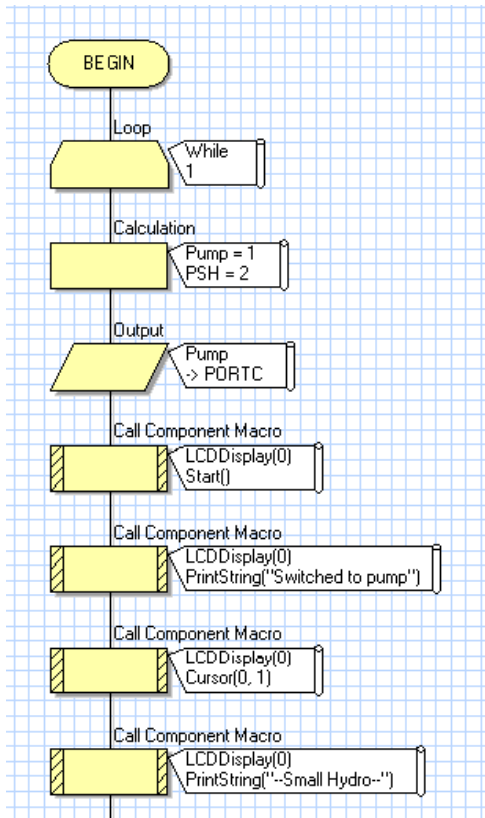 BEGIN
Loop
While
1
Calculation
Pump = 1
PSH = 2
Output
Pump
-> PORTC
Call Component Macro
LCDDisplay(0)
Start()
Call Component Macro
LCDDisplay(0)
PrintString("Switched to pump")
Call Component Macro
LCDDisplay(0)
Cursor(0, 1)
Call Component Macro
LCDDisplay(0)
PrintString("--Small Hydro--")